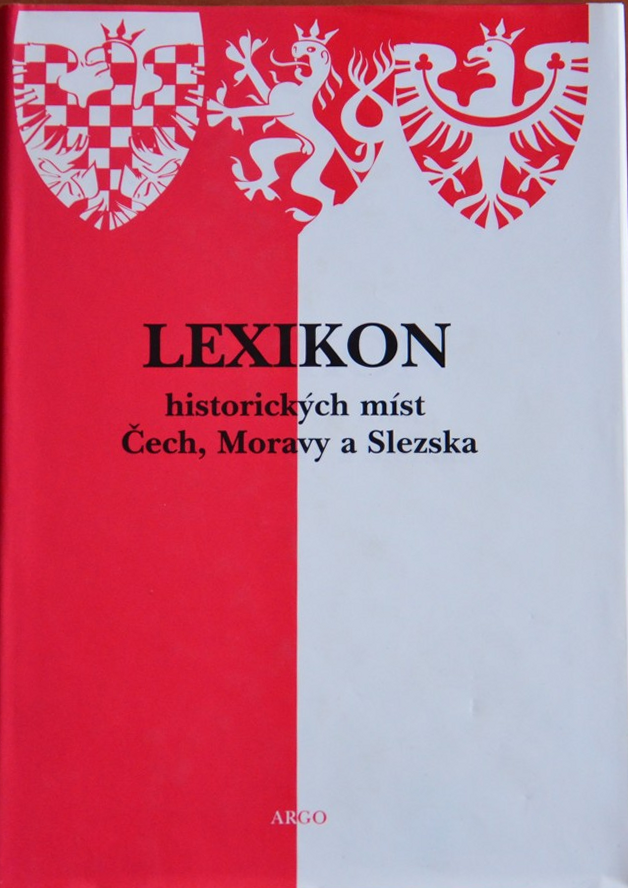 LEXIKON
historických míst
Čech, Moravy a Slezska
ARGO